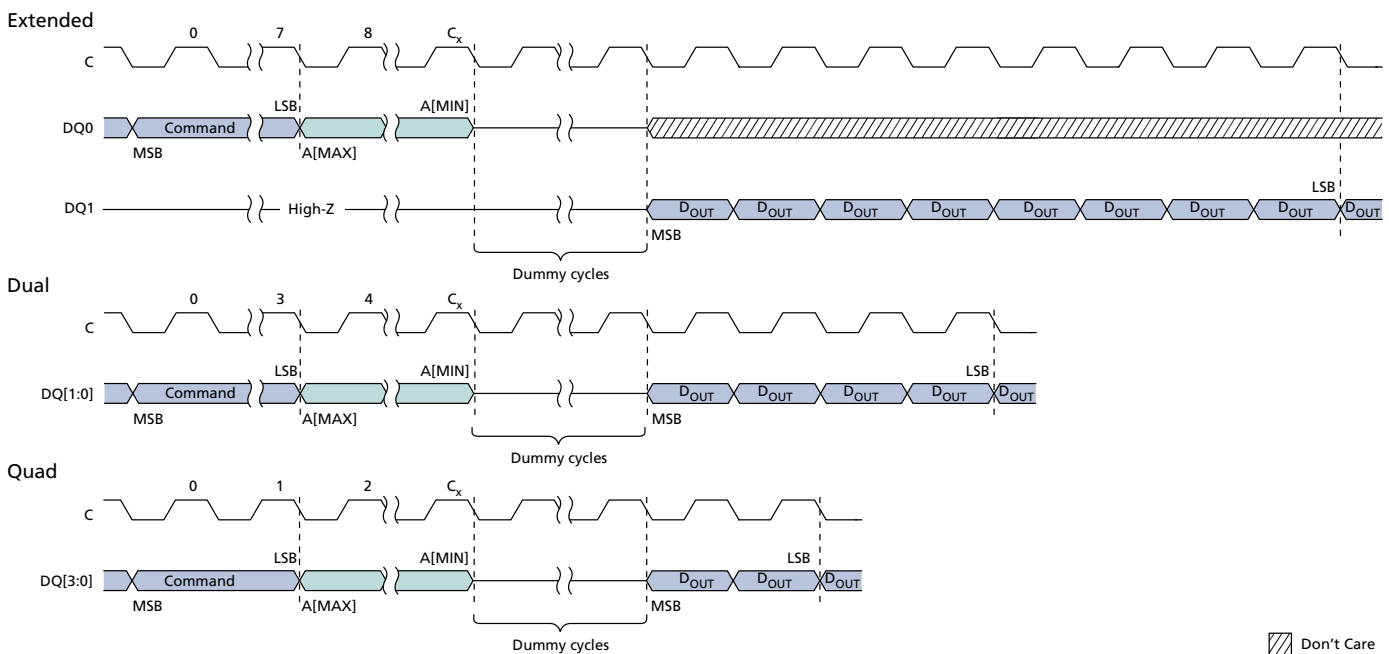 Extended
0 7 8 Cx
C
LSB A[MIN]
DQ0 Command
MSB A[MAX]
LSB
DQ1 High-Z DOUT DOUT DOUT DOUT DOUT DOUT DOUT DOUT DOUT
MSB
Dummy cycles
Dual
0 3 4 Cx
C
LSB A[MIN] LSB
DQ[1:0] Command DOUT DOUT DOUT DOUT DOUT
MSB A[MAX] MSB
Dummy cycles
Quad
0 1 2 Cx
C
LSB A[MIN] LSB
DQ[3:0] Command DOUT DOUT DOUT
MSB A[MAX] MSB
Dummy cycles
Don't Care